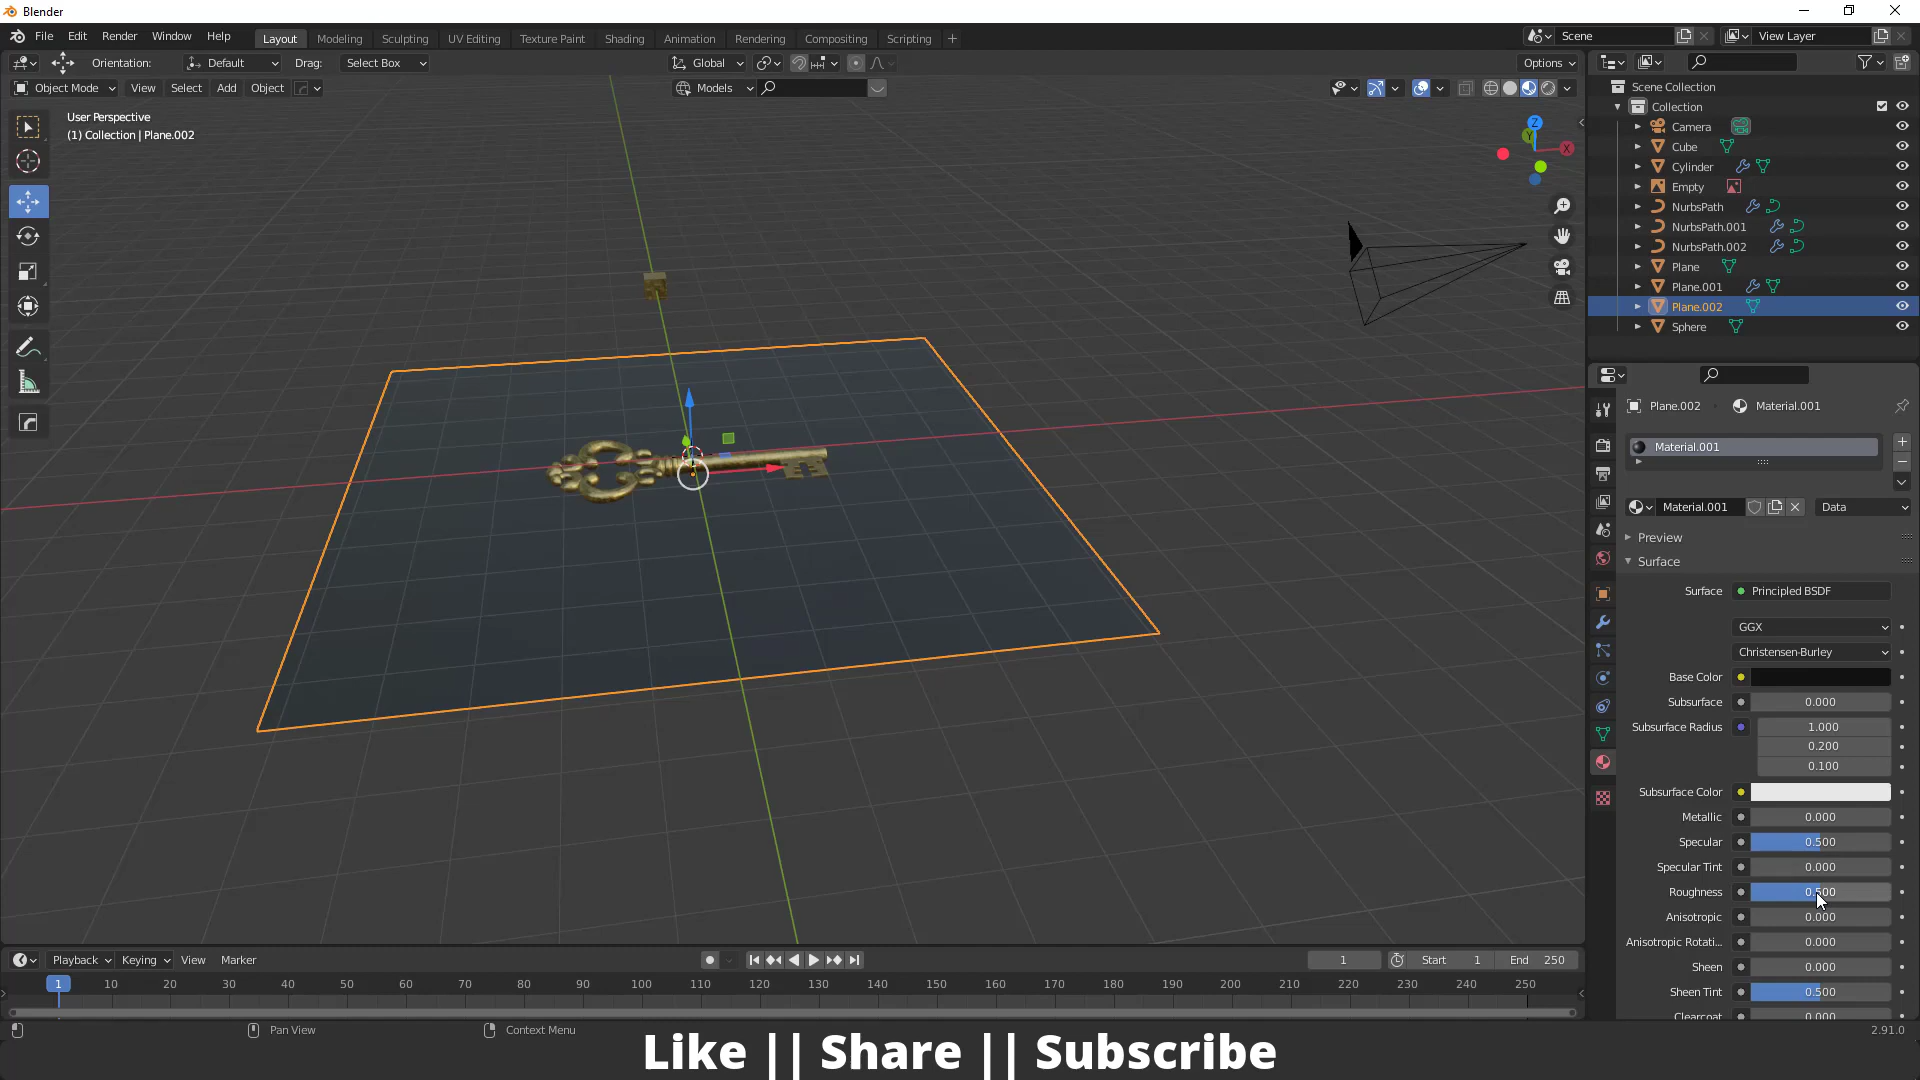 Blender
File Edit Render Window Help
Layout Modeling Sculpting UV Editing Texture Paint Shading Animation Rendering Compositing Scripting +
Scene
View Layer
Orientation: Default Drag: Select Box
Global
Options
Object Mode View Select Add Object
Models
User Perspective
(1) Collection | Plane.002
Z
Y
X
Scene Collection
Collection
Camera
Cube
Cylinder
Empty
NurbsPath
NurbsPath.001
NurbsPath.002
Plane
Plane.001
Plane.002
Sphere
Plane.002 Material.001
Material.001
Material.001 Data
Preview
Surface
Surface Principled BSDF
GGX
Christensen-Burley
Base Color
Subsurface 0.000
Subsurface Radius 1.000
0.200
0.100
Subsurface Color
Metallic 0.000
Specular 0.500
Specular Tint 0.000
Roughness 0.500
Anisotropic 0.000
Anisotropic Rotati... 0.000
Sheen 0.000
Sheen Tint 0.500
Clearcoat 0.000
Playback Keying View Marker
1 Start 1 End 250
1 10 20 30 40 50 60 70 80 90 100 110 120 130 140 150 160 170 180 190 200 210 220 230 240 250
Pan View Context Menu
2.91.0
Like || Share || Subscribe